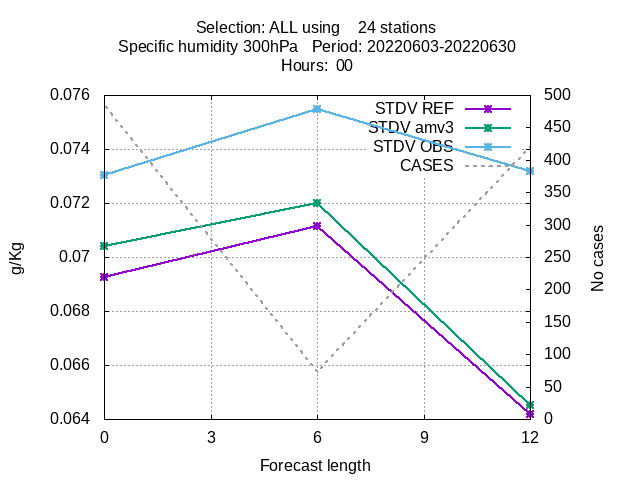 Selection: ALL using    24 stations
Specific humidity 300hPa   Period: 20220603-20220630
Hours:  00
0.076
0.074
0.072
0.07
0.068
0.066
0.064
g/Kg
STDV REF
STDV amv3
STDV OBS
CASES
500
450
400
350
300
250
200
150
100
50
0
No cases
0 3 6 9 12
Forecast length